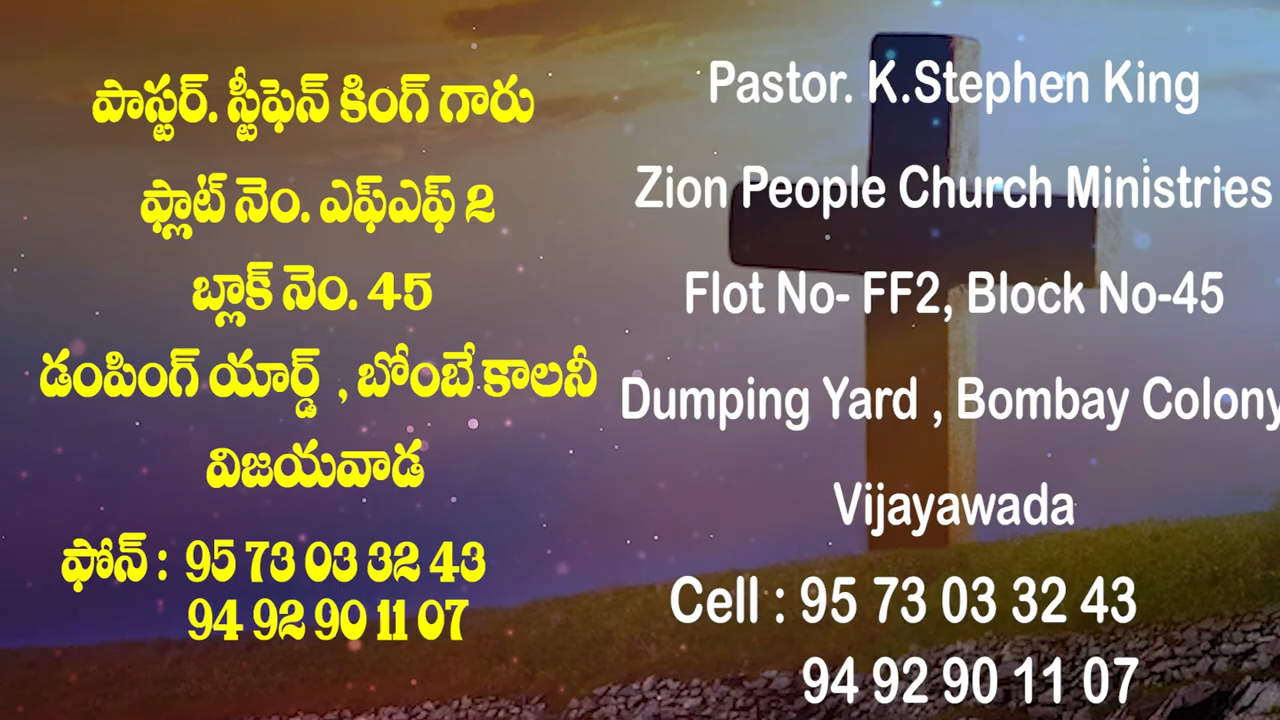 పాస్టర్. స్టీఫెన్ కింగ్ గారు
ఫ్లాట్ నెం. ఎఫ్ఎఫ్ 2
బ్లాక్ నెం. 45
డంపింగ్ యార్డ్ , బోంబే కాలనీ
విజయవాడ
ఫోన్ : 95 73 03 32 43
94 92 90 11 07
Pastor. K.Stephen King
Zion People Church Ministries
Flot No- FF2, Block No-45
Dumping Yard , Bombay Colony
Vijayawada
Cell : 95 73 03 32 43
94 92 90 11 07